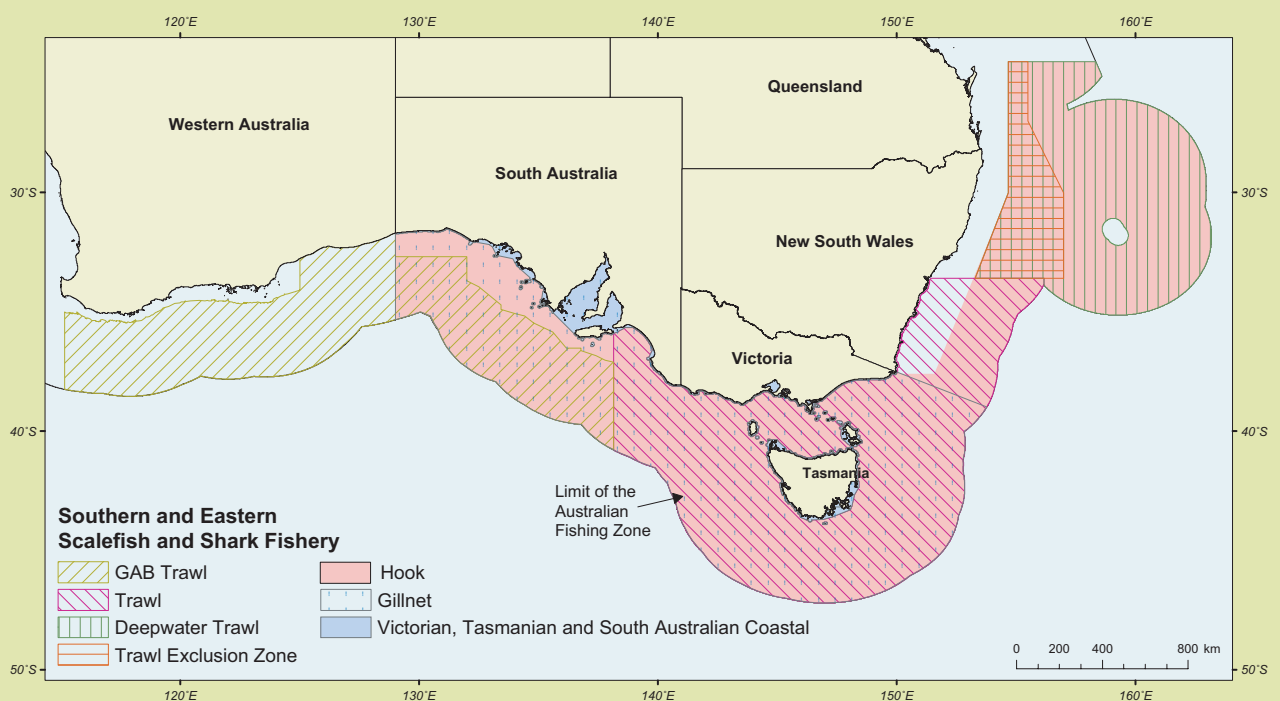 120˚E 130˚E 140˚E 150˚E 160˚E
Queensland
Western Australia
South Australia
30˚S 30˚S
New South Wales
Victoria
40˚S 40˚S
Tasmania
Limit of the
Australian
Fishing Zone
Southern and Eastern
Scalefish and Shark Fishery
GAB Trawl
Trawl
Deepwater Trawl
Trawl Exclusion Zone
Hook
Gillnet
Victorian, Tasmanian and South Australian Coastal
0 200 400 800 km
50˚S 50˚S
120˚E 130˚E 140˚E 150˚E 160˚E